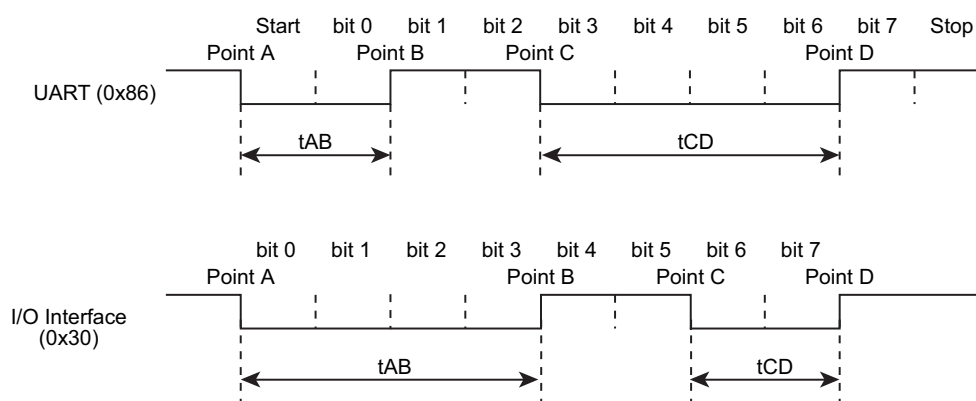 Start bit 0 bit 1 bit 2 bit 3 bit 4 bit 5 bit 6 bit 7 Stop
Point A Point B Point C Point D
UART (0x86)
tAB tCD
bit 0 bit 1 bit 2 bit 3 bit 4 bit 5 bit 6 bit 7
Point A Point B Point C Point D
I/O Interface
(0x30)
tAB tCD